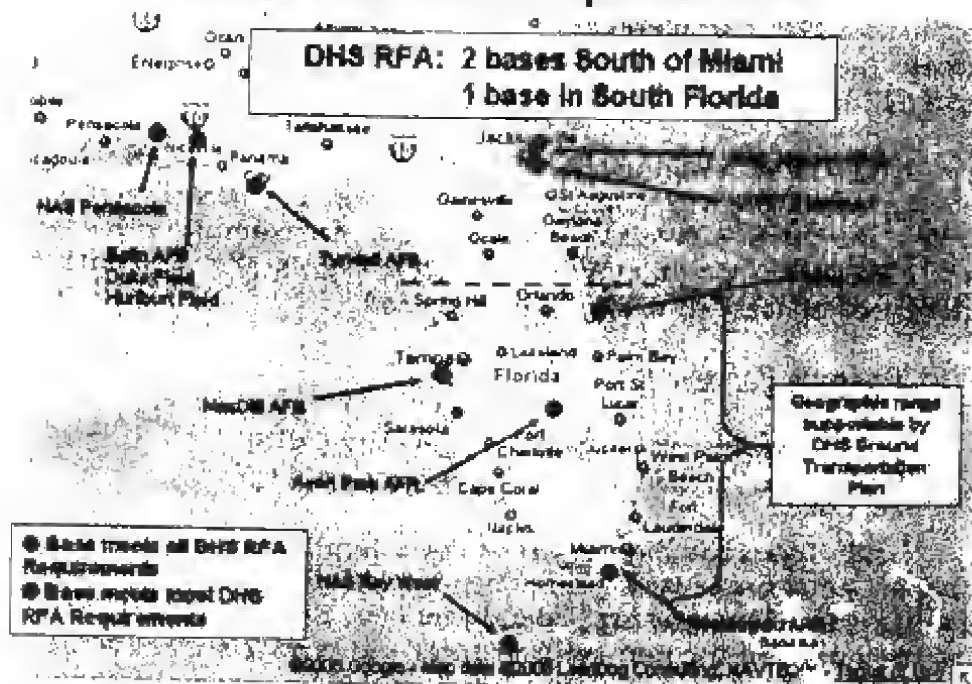 DHS RFA: 2 bases South of Miami
1 base in South Florida
Enterprise
Pensacola
Panama
City
Tallahassee
NAS Pensacola
Eglin AFB
Duke Field
Hurlburt Field
Tyndall AFB
Gainesville
Ocala
St Augustine
Daytona
Beach
Spring Hill
Orlando
Tampa
Lakeland
Florida
Palm Bay
Port St
Lucie
MacDill AFB
Sarasota
Port
Charlotte
Jupiter
West Palm
Beach
Avon Park AFR
Cape Coral
Naples
Fort
Lauderdale
Geographic range
supportable by
DHS Ground
Transportation
Plan
Base meets all DHS RFA
Requirements
Base meets most DHS
RFA Requirements
Miami
Homestead
NAS Key West